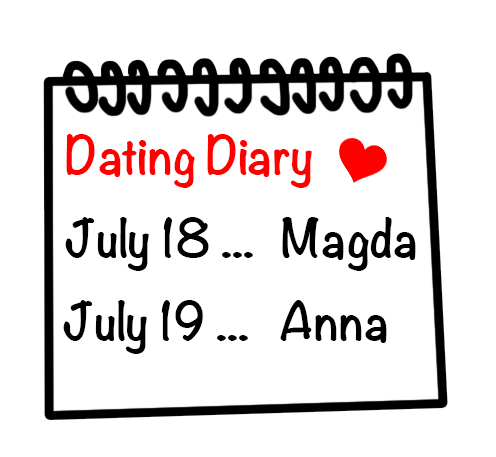 Dating Diary
July 18 ... Magda
July 19 ... Anna